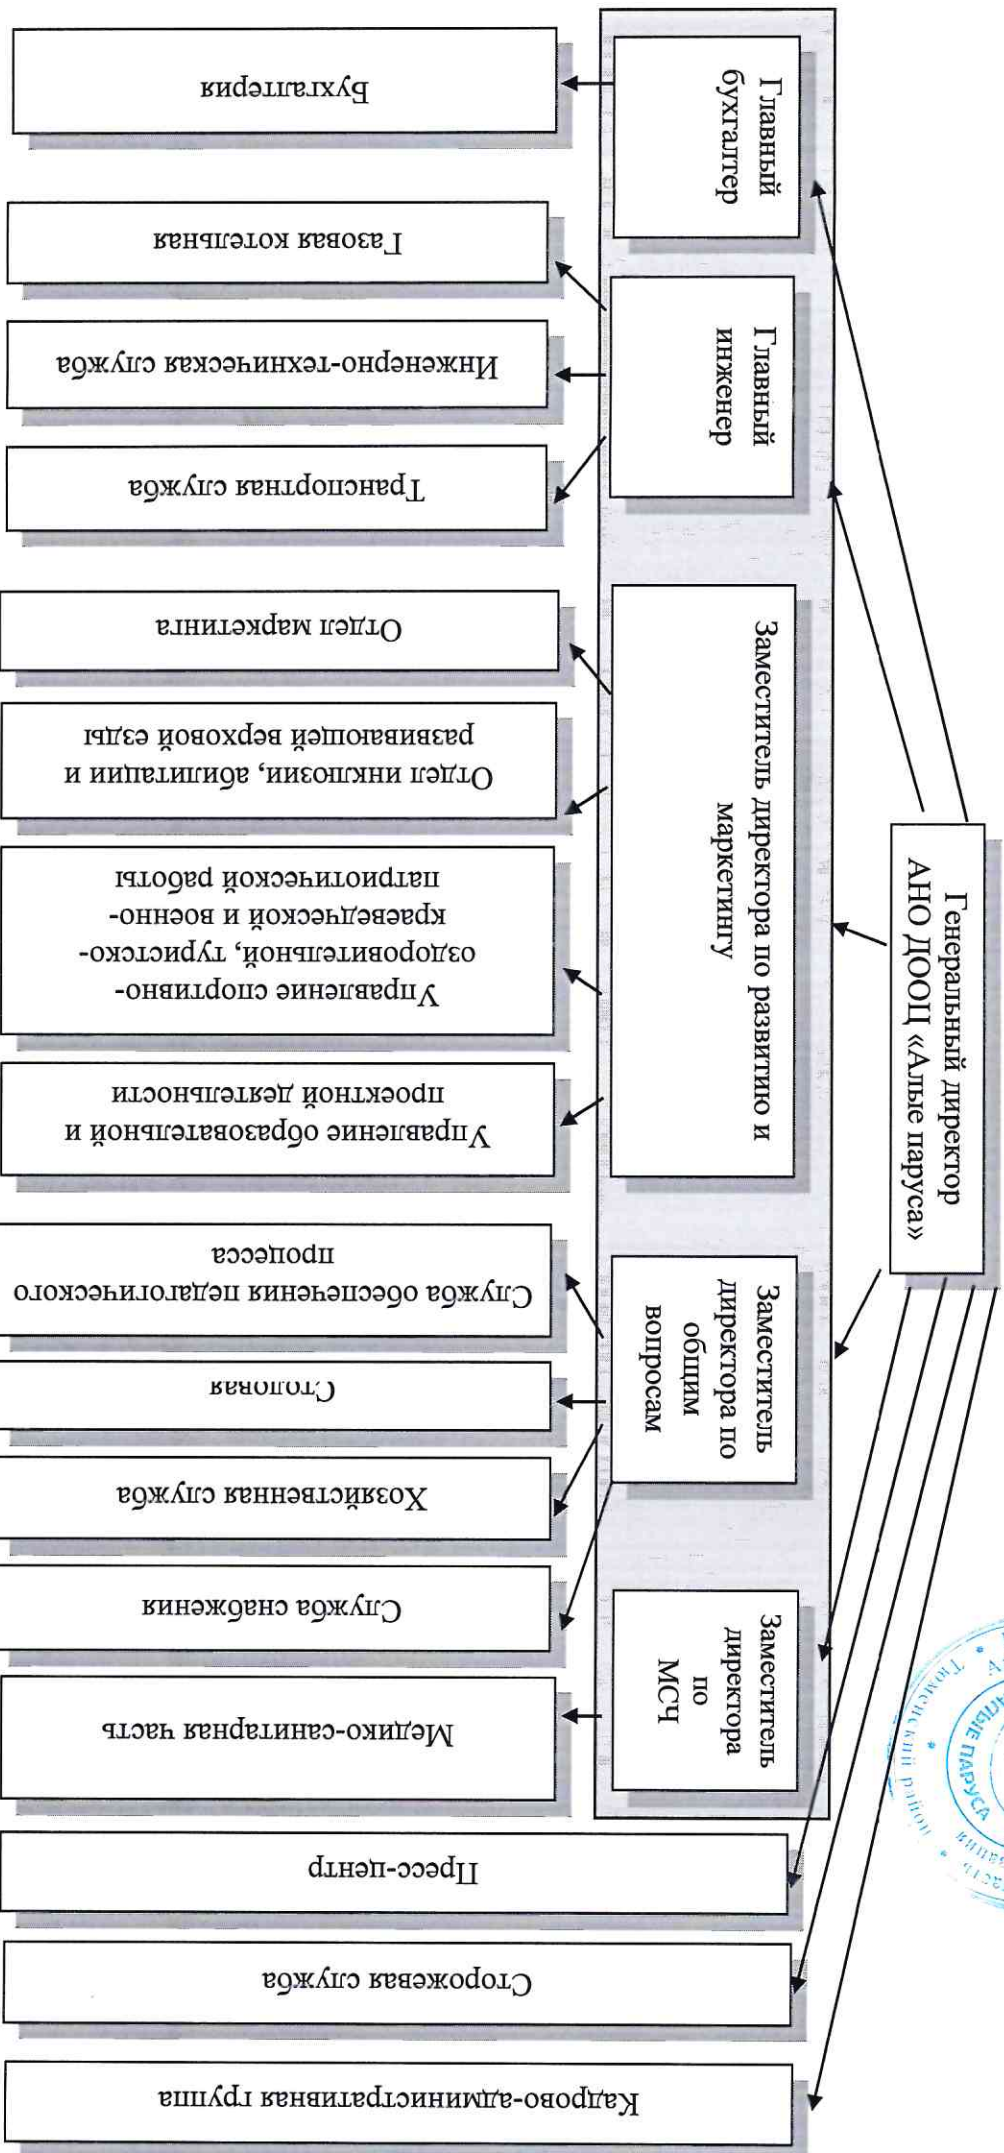 Генеральный директор
АНО ДООЦ «Алые паруса»
Главный
бухгалтер
Главный
инженер
Заместитель директора по развитию и
маркетингу
Заместитель
директора по
общим
вопросам
Заместитель
директора
по
МСЧ
Бухгалтерия
Газовая котельная
Инженерно-техническая служба
Транспортная служба
Отдел маркетинга
Отдел инклюзии, абилитации и
развивающей верховой езды
Управление спортивно-
оздоровительной, туристско-
краеведческой и военно-
патриотической работы
Управление образовательной и
проектной деятельности
Служба обеспечения педагогического
процесса
Столовая
Хозяйственная служба
Служба снабжения
Медико-санитарная часть
Пресс-центр
Сторожевая служба
Кадрово-административная группа
Тюменский район
ПАРУСА